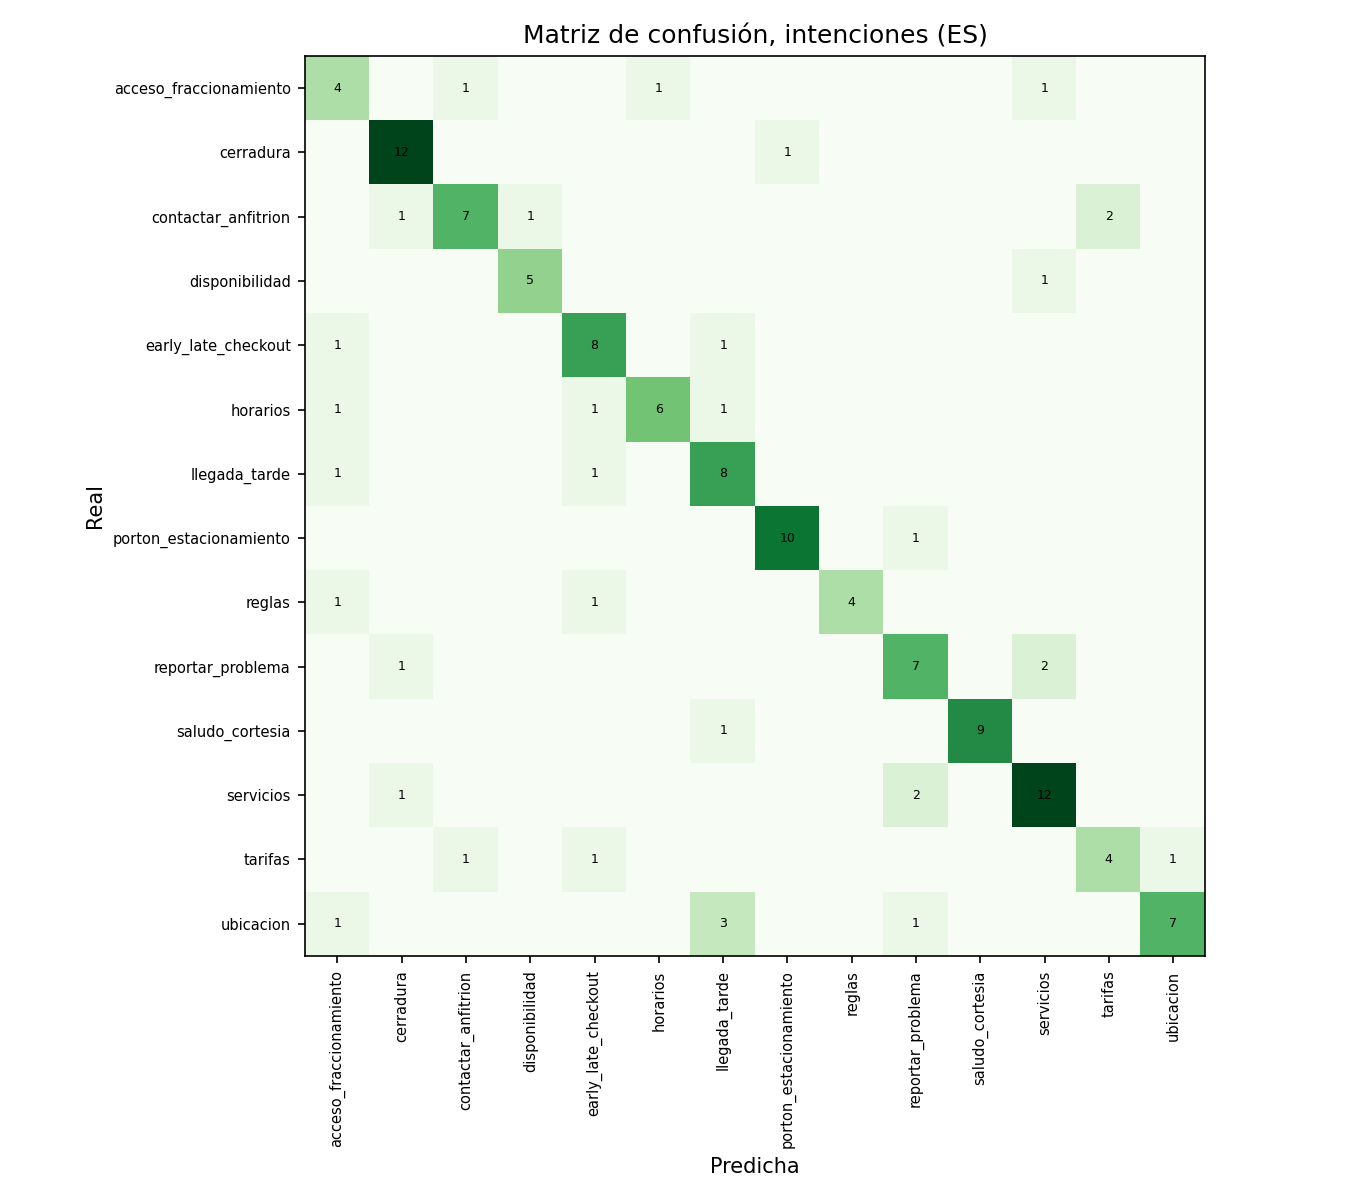 Matriz de confusión, intenciones (ES)
acceso_fraccionamiento 4 1 1 1
cerradura 12 1
contactar_anfitrion 1 7 1 2
disponibilidad 5 1
early_late_checkout 1 8 1
horarios 1 1 6 1
llegada_tarde 1 1 8
porton_estacionamiento 10 1
reglas 1 1 4
reportar_problema 1 7 2
saludo_cortesia 1 9
servicios 1 2 12
tarifas 1 1 4 1
ubicacion 1 3 1 7
Real
acceso_fraccionamiento
cerradura
contactar_anfitrion
disponibilidad
early_late_checkout
horarios
llegada_tarde
porton_estacionamiento
reglas
reportar_problema
saludo_cortesia
servicios
tarifas
ubicacion
Predicha